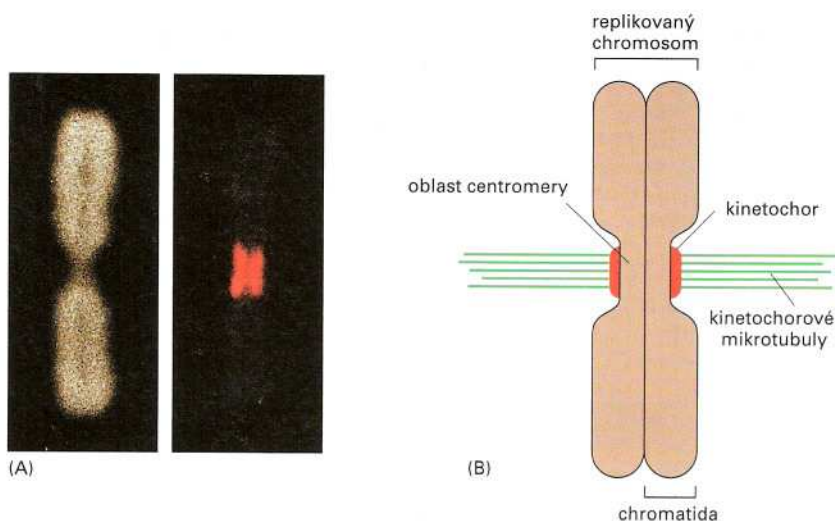 replikovaný
chromosom
oblast centromery
kinetochor
kinetochorové
mikrotubuly
(A)
(B)
chromatida